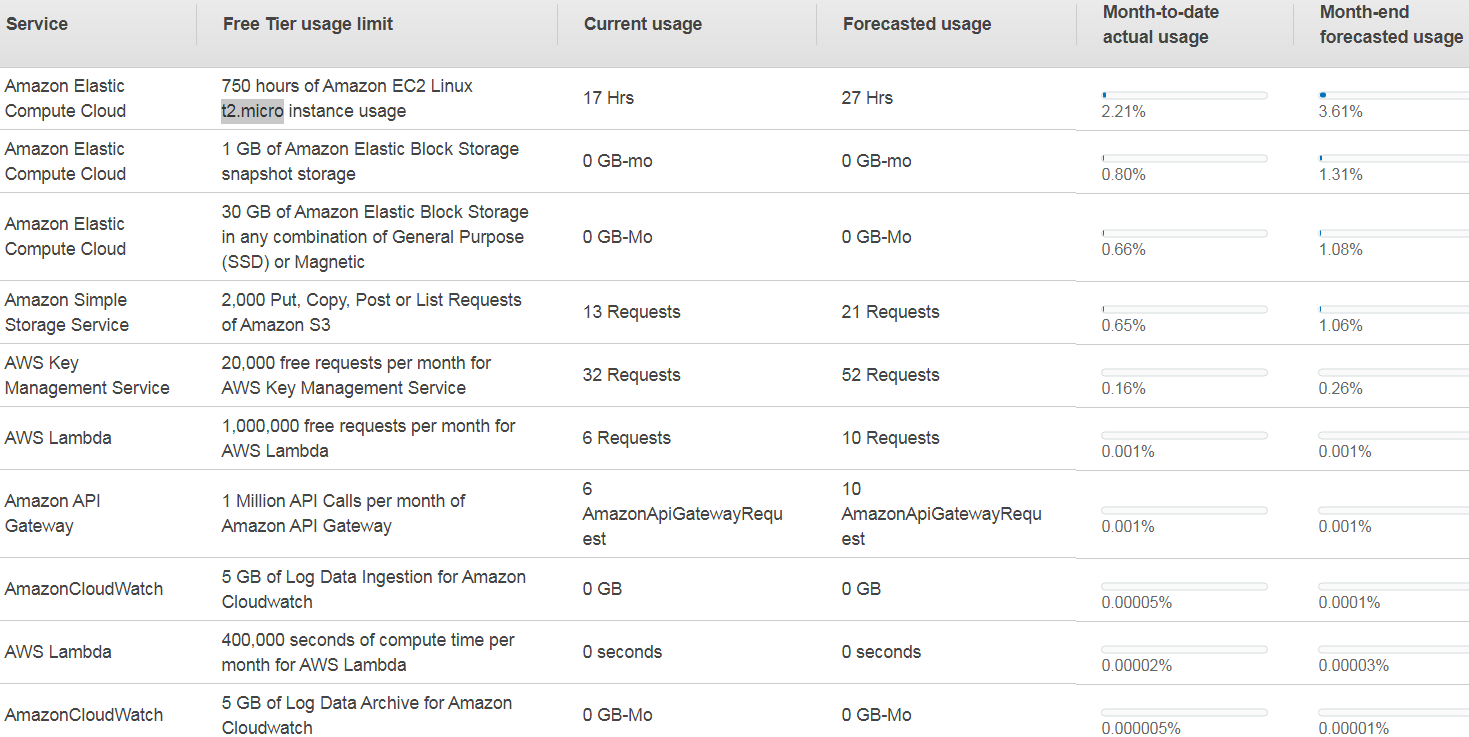 Service
Free Tier usage limit
Current usage
Forecasted usage
Month-to-date
actual usage
Month-end
forecasted usage
Amazon Elastic
Compute Cloud
750 hours of Amazon EC2 Linux
t2.micro instance usage
17 Hrs
27 Hrs
2.21%
3.61%
Amazon Elastic
Compute Cloud
1 GB of Amazon Elastic Block Storage
snapshot storage
0 GB-mo
0 GB-mo
0.80%
1.31%
Amazon Elastic
Compute Cloud
30 GB of Amazon Elastic Block Storage
in any combination of General Purpose
(SSD) or Magnetic
0 GB-Mo
0 GB-Mo
0.66%
1.08%
Amazon Simple
Storage Service
2,000 Put, Copy, Post or List Requests
of Amazon S3
13 Requests
21 Requests
0.65%
1.06%
AWS Key
Management Service
20,000 free requests per month for
AWS Key Management Service
32 Requests
52 Requests
0.16%
0.26%
AWS Lambda
1,000,000 free requests per month for
AWS Lambda
6 Requests
10 Requests
0.001%
0.001%
Amazon API
Gateway
1 Million API Calls per month of
Amazon API Gateway
6
AmazonApiGatewayRequ
est
10
AmazonApiGatewayRequ
est
0.001%
0.001%
AmazonCloudWatch
5 GB of Log Data Ingestion for Amazon
Cloudwatch
0 GB
0 GB
0.00005%
0.0001%
AWS Lambda
400,000 seconds of compute time per
month for AWS Lambda
0 seconds
0 seconds
0.00002%
0.00003%
AmazonCloudWatch
5 GB of Log Data Archive for Amazon
Cloudwatch
0 GB-Mo
0 GB-Mo
0.000005%
0.00001%